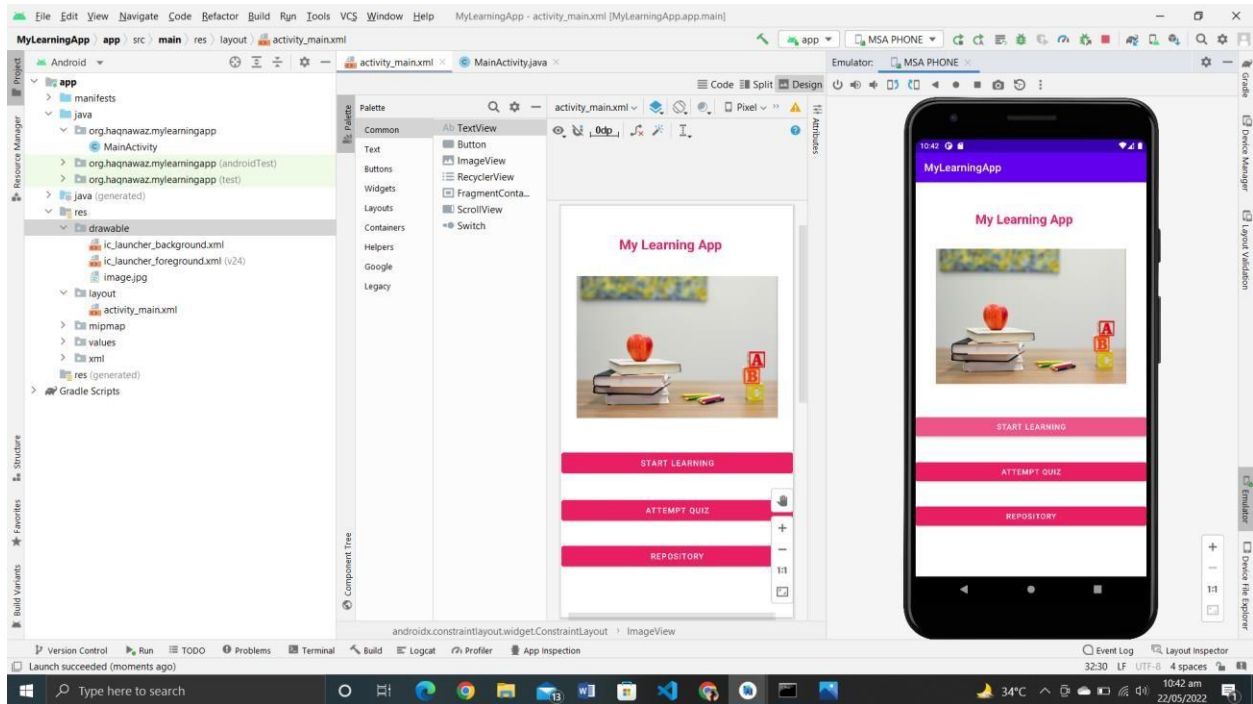 File Edit View Navigate Code Refactor Build Run Tools VCS Window Help MyLearningApp - activity_main.xml [MyLearningApp.app.main]
MyLearningApp app src main res layout activity_main.xml
app MSA PHONE
Project
Resource Manager
Structure
Favorites
Build Variants
Android
app
manifests
java
org.haqnawaz.mylearningapp
MainActivity
org.haqnawaz.mylearningapp (androidTest)
org.haqnawaz.mylearningapp (test)
java (generated)
res
drawable
ic_launcher_background.xml
ic_launcher_foreground.xml (v24)
image.jpg
layout
activity_main.xml
mipmap
values
xml
res (generated)
Gradle Scripts
activity_main.xml MainActivity.java
Code Split Design
Palette
Palette
Common
Text
Buttons
Widgets
Layouts
Containers
Helpers
Google
Legacy
Ab TextView
Button
ImageView
RecyclerView
FragmentConta...
ScrollView
Switch
Component Tree
activity_main.xml Pixel
0dp
Attributes
My Learning App
A
B
C
START LEARNING
ATTEMPT QUIZ
REPOSITORY
1:1
androidx.constraintlayout.widget.ConstraintLayout ImageView
Emulator: MSA PHONE
10:42
MyLearningApp
My Learning App
A
B
C
START LEARNING
ATTEMPT QUIZ
REPOSITORY
1:1
Gradle
Device Manager
Layout Validation
Emulator
Device File Explorer
Version Control Run TODO Problems Terminal Build Logcat Profiler App Inspection Event Log Layout Inspector
Launch succeeded (moments ago) 32:30 LF UTF-8 4 spaces
Type here to search 13 34°C 10:42 am
22/05/2022 1